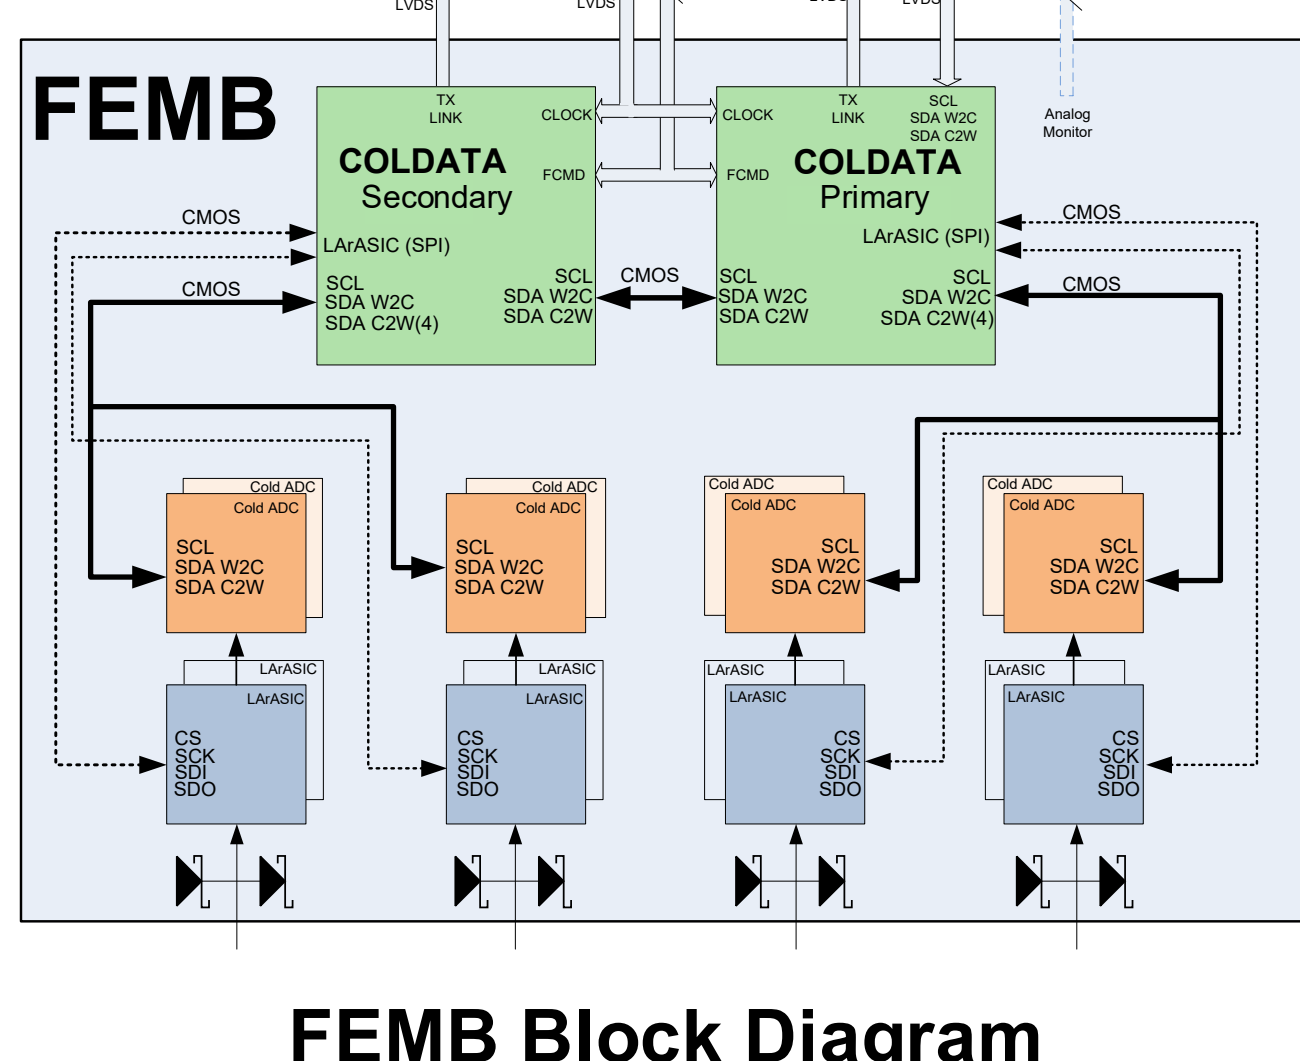 LVDS
LVDS
LVDS
LVDS
FEMB
TX
LINK
CLOCK
COLDATA
Secondary
FCMD
LArASIC (SPI)
SCL
SDA W2C
SDA C2W(4)
SCL
SDA W2C
SDA C2W
CMOS
CLOCK
TX
LINK
SCL
SDA W2C
SDA C2W
COLDATA
Primary
FCMD
LArASIC (SPI)
SCL
SDA W2C
SDA C2W
SCL
SDA W2C
SDA C2W(4)
Analog
Monitor
CMOS
CMOS
CMOS
CMOS
Cold ADC
Cold ADC
SCL
SDA W2C
SDA C2W
Cold ADC
Cold ADC
SCL
SDA W2C
SDA C2W
Cold ADC
Cold ADC
SCL
SDA W2C
SDA C2W
Cold ADC
Cold ADC
SCL
SDA W2C
SDA C2W
LArASIC
LArASIC
CS
SCK
SDI
SDO
LArASIC
LArASIC
CS
SCK
SDI
SDO
LArASIC
LArASIC
CS
SCK
SDI
SDO
LArASIC
LArASIC
CS
SCK
SDI
SDO
FEMB Block Diagram